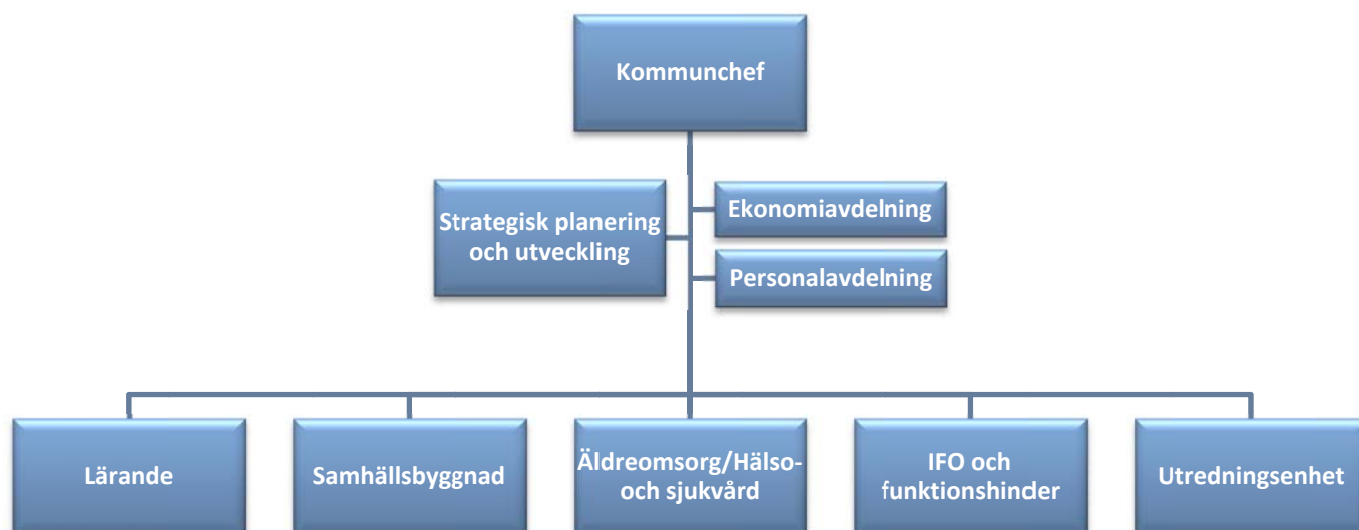 Kommunchef
Strategisk planering
och utveckling
Ekonomiavdelning
Personalavdelning
Lärande
Samhällsbyggnad
Äldreomsorg/Hälso-
och sjukvård
IFO och
funktionshinder
Utredningsenhet